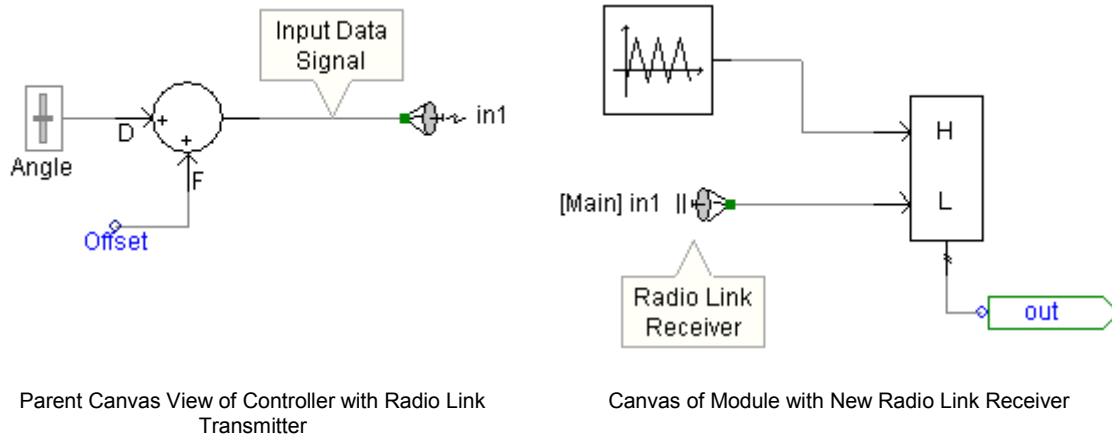 Input Data
Signal
+
D
+
in1
Angle
F
Offset
H
[Main] in1
L
Radio Link
Receiver
out
Parent Canvas View of Controller with Radio Link
Transmitter
Canvas of Module with New Radio Link Receiver